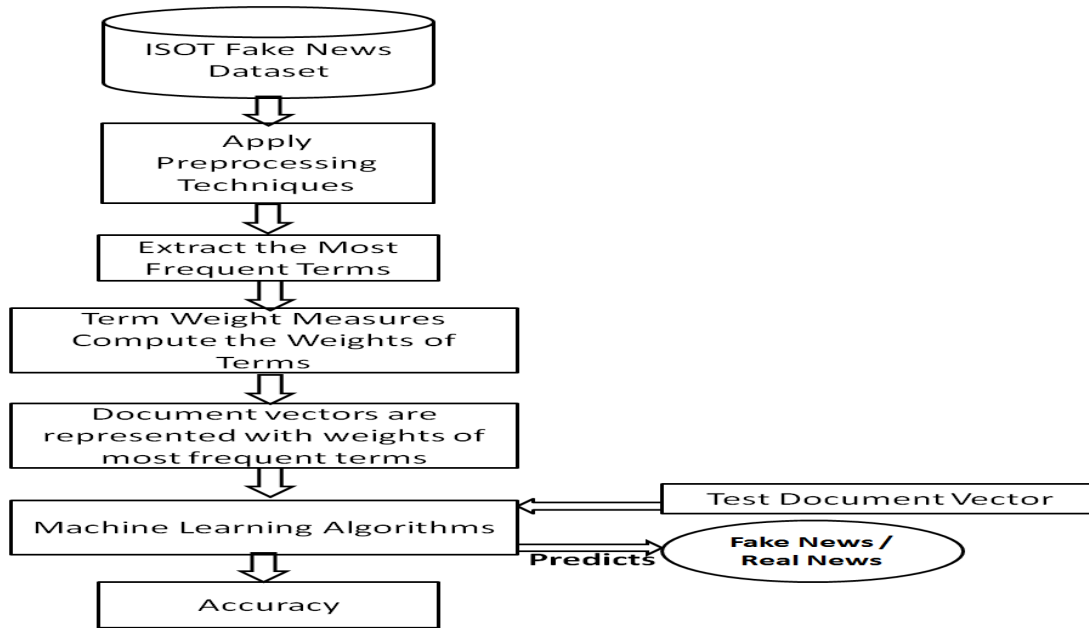 ISOT Fake News
Dataset
Apply
Preprocessing
Techniques
Extract the Most
Frequent Terms
Term Weight Measures
Compute the Weights of
Terms
Document vectors are
represented with weights of
most frequent terms
Machine Learning Algorithms
Test Document Vector
Predicts
Fake News /
Real News
Accuracy